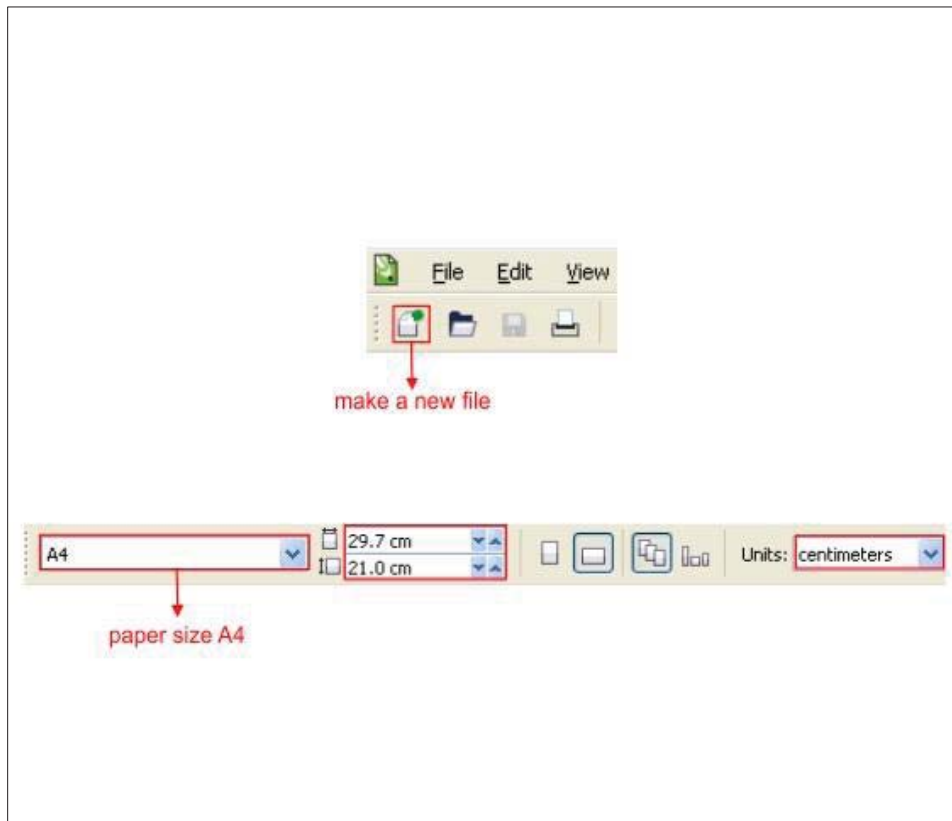 File Edit View
make a new file
A4
29.7 cm
21.0 cm
Units: centimeters
paper size A4